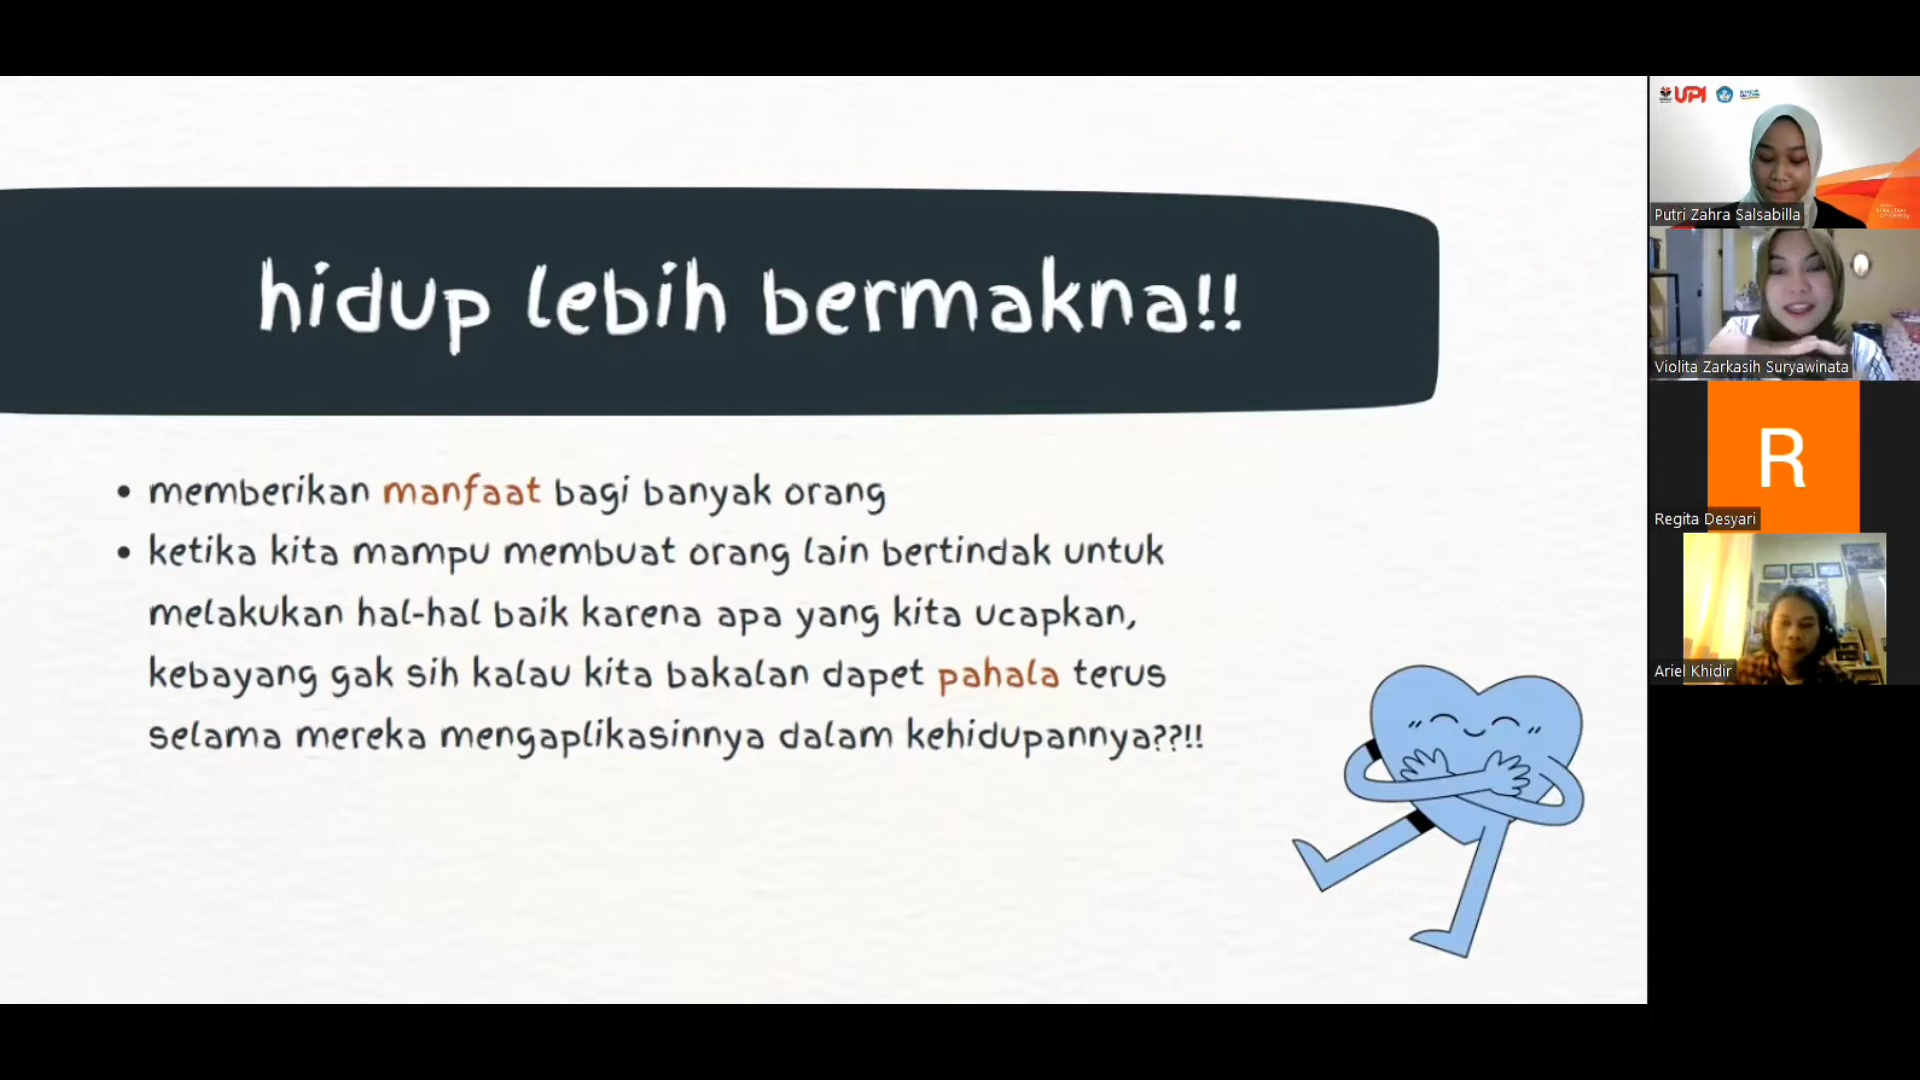 hidup lebih bermakna!!
• memberikan manfaat bagi banyak orang
• ketika kita mampu membuat orang lain bertindak untuk
melakukan hal-hal baik karena apa yang kita ucapkan,
kebayang gak sih kalau kita bakalan dapet pahala terus
selama mereka mengaplikasinnya dalam kehidupannya??!!
UPI
Putri Zahra Salsabilla
Violita Zarkasih Suryawinata
R
Regita Desyari
Ariel Khidir